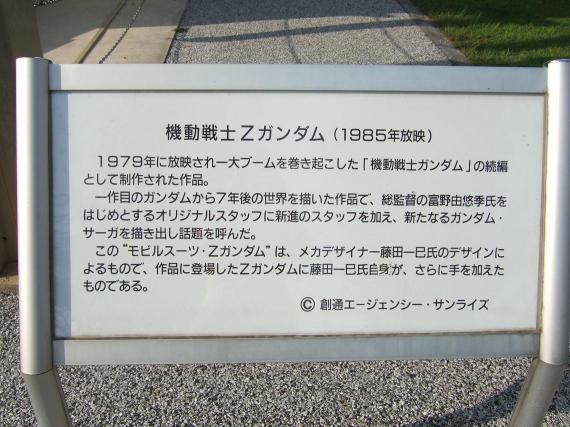 機動戦士Zガンダム（1985年放映）
1979年に放映され一大ブームを巻き起こした「機動戦士ガンダム」の続編
として制作された作品。
一作目のガンダムから7年後の世界を描いた作品で、総監督の富野由悠季氏を
はじめとするオリジナルスタッフに新進のスタッフを加え、新たなるガンダム・
サーガを描き出し話題を呼んだ。
この“モビルスーツ・Zガンダム”は、メカデザイナー藤田一巳氏のデザインに
よるもので、作品に登場したZガンダムに藤田一巳氏自身が、さらに手を加えた
ものである。
© 創通エージェンシー・サンライズ